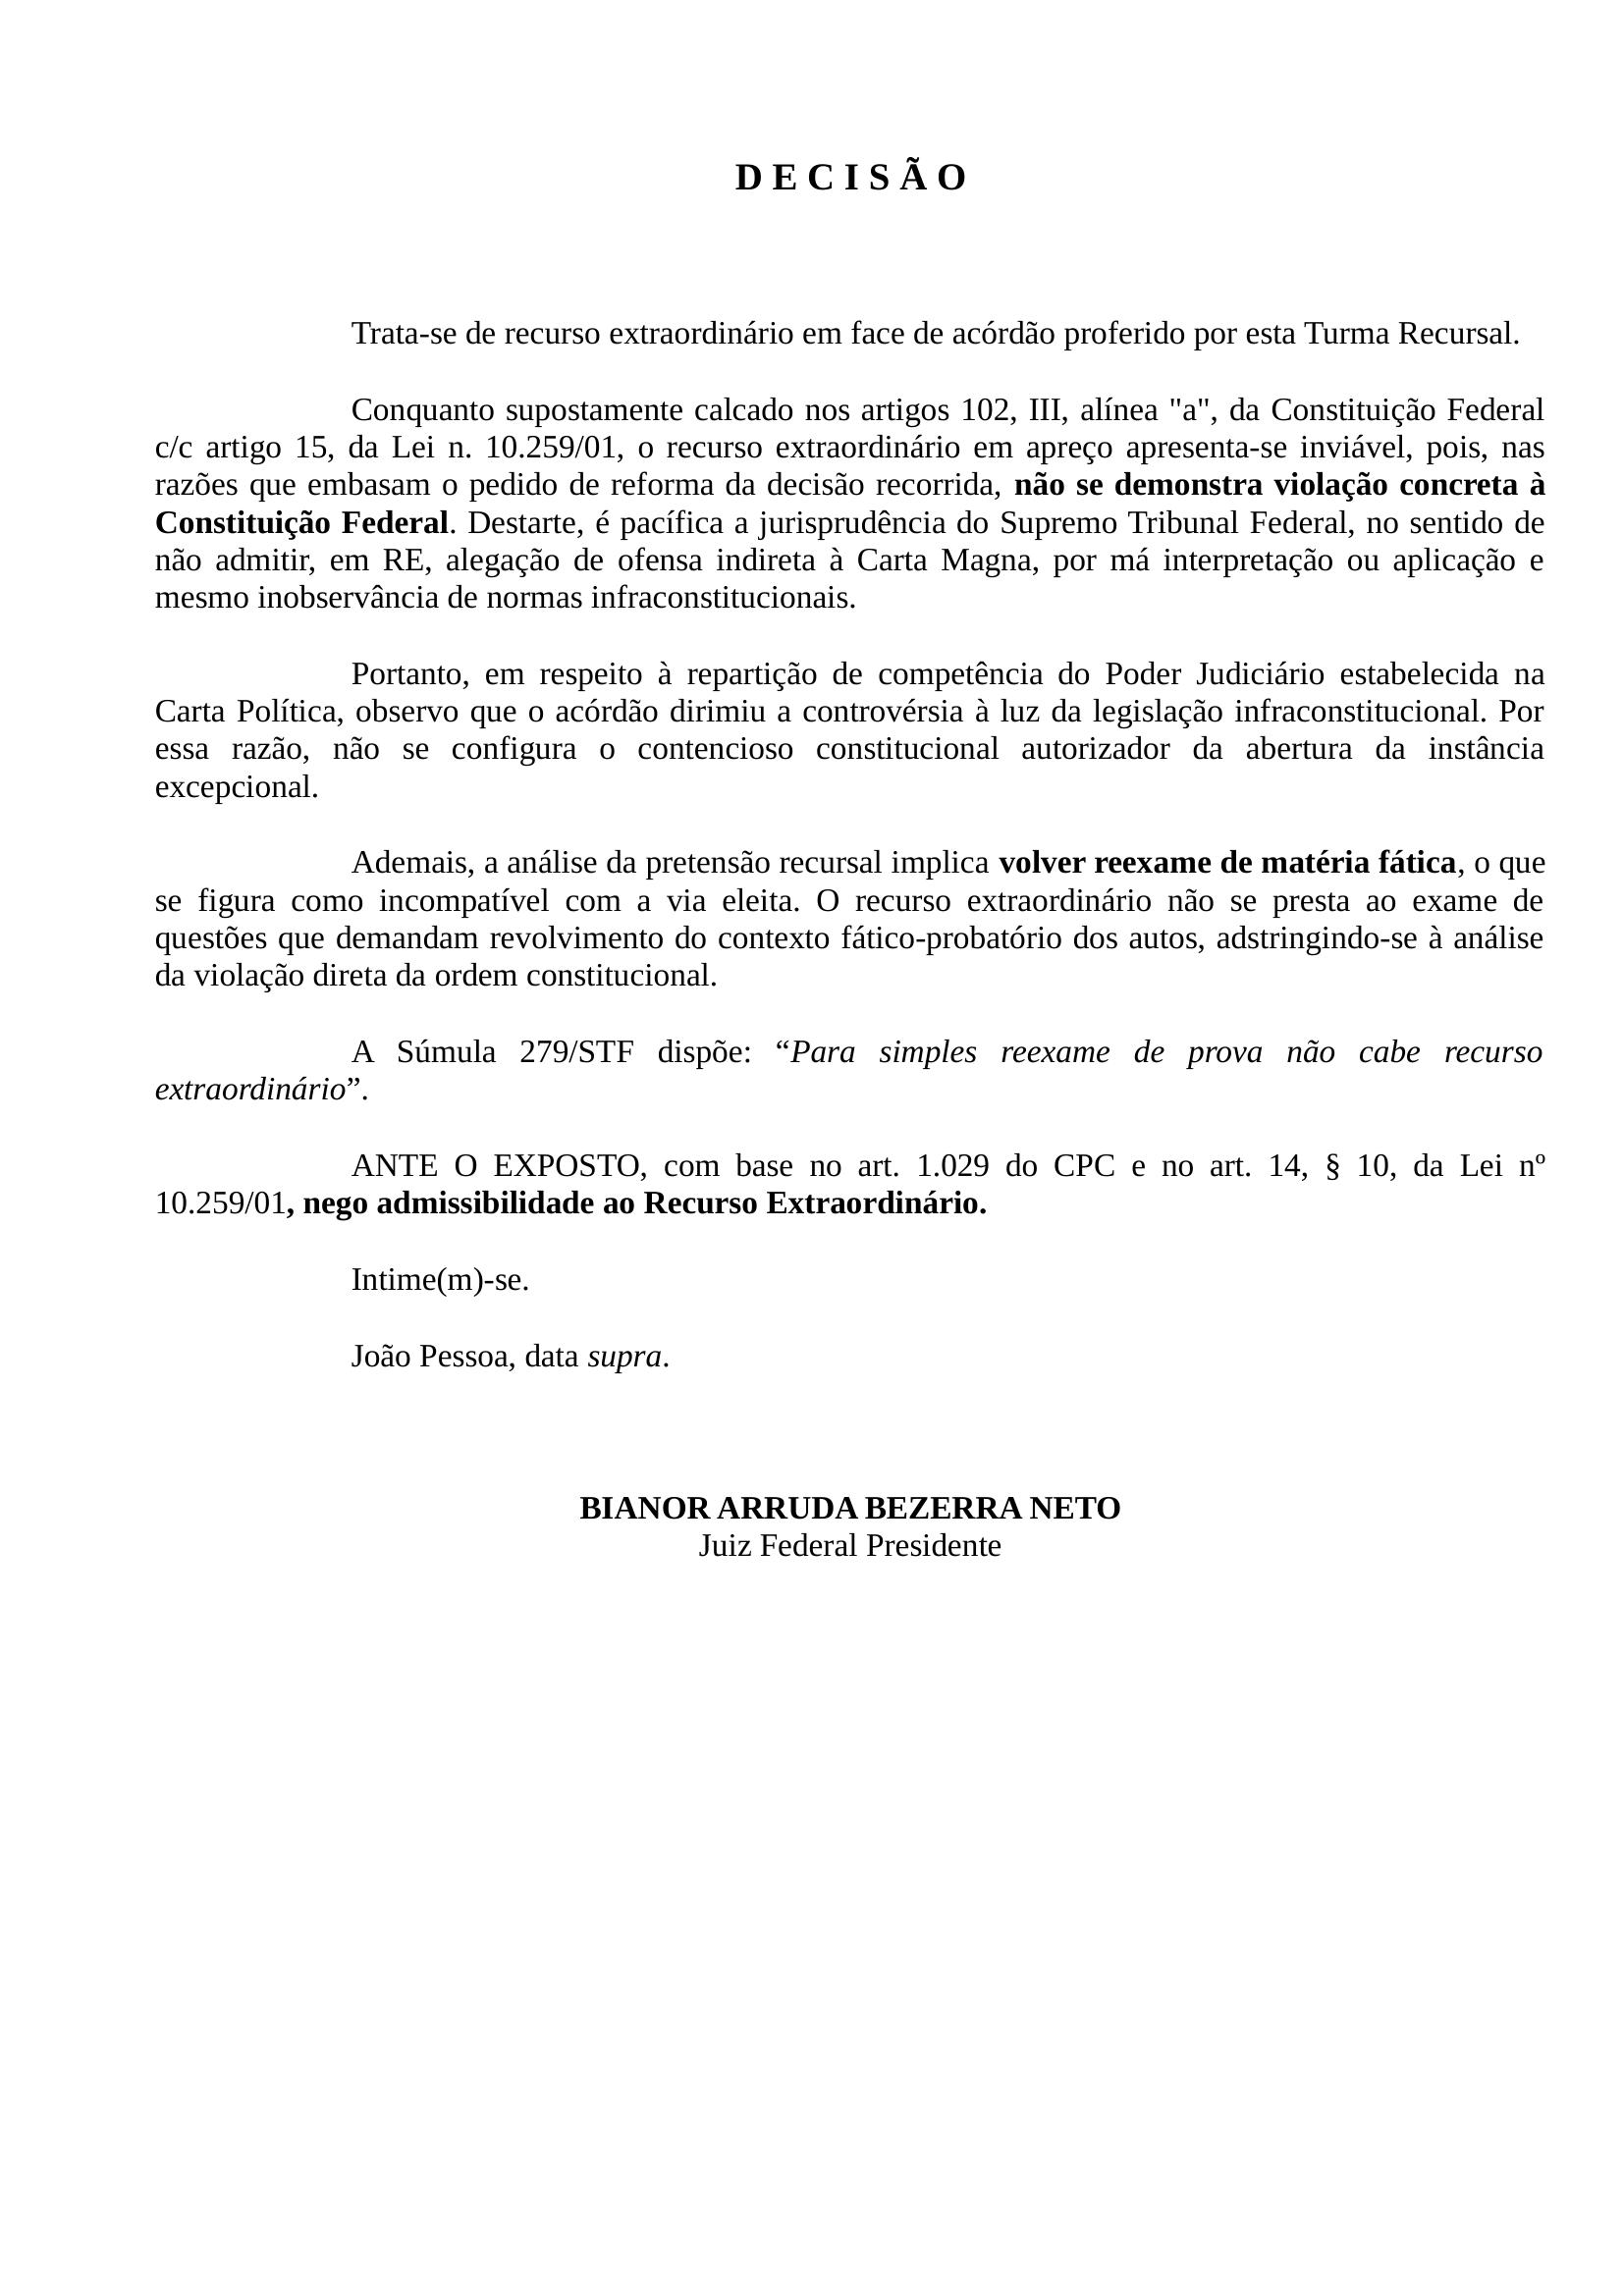 D E C I S Ã O
Trata-se de recurso extraordinário em face de acórdão proferido por esta Turma Recursal.
Conquanto supostamente calcado nos artigos 102, III, alínea "a", da Constituição Federal
c/c artigo 15, da Lei n. 10.259/01, o recurso extraordinário em apreço apresenta-se inviável, pois, nas
razões que embasam o pedido de reforma da decisão recorrida, não se demonstra violação concreta à
Constituição Federal. Destarte, é pacífica a jurisprudência do Supremo Tribunal Federal, no sentido de
não admitir, em RE, alegação de ofensa indireta à Carta Magna, por má interpretação ou aplicação e
mesmo inobservância de normas infraconstitucionais.
Portanto, em respeito à repartição de competência do Poder Judiciário estabelecida na
Carta Política, observo que o acórdão dirimiu a controvérsia à luz da legislação infraconstitucional. Por
essa razão, não se configura o contencioso constitucional autorizador da abertura da instância
excepcional.
Ademais, a análise da pretensão recursal implica volver reexame de matéria fática, o que
se figura como incompatível com a via eleita. O recurso extraordinário não se presta ao exame de
questões que demandam revolvimento do contexto fático-probatório dos autos, adstringindo-se à análise
da violação direta da ordem constitucional.
A Súmula 279/STF dispõe: “Para simples reexame de prova não cabe recurso
extraordinário”.
ANTE O EXPOSTO, com base no art. 1.029 do CPC e no art. 14, § 10, da Lei nº
10.259/01, nego admissibilidade ao Recurso Extraordinário.
Intime(m)-se.
João Pessoa, data supra.
BIANOR ARRUDA BEZERRA NETO
Juiz Federal Presidente